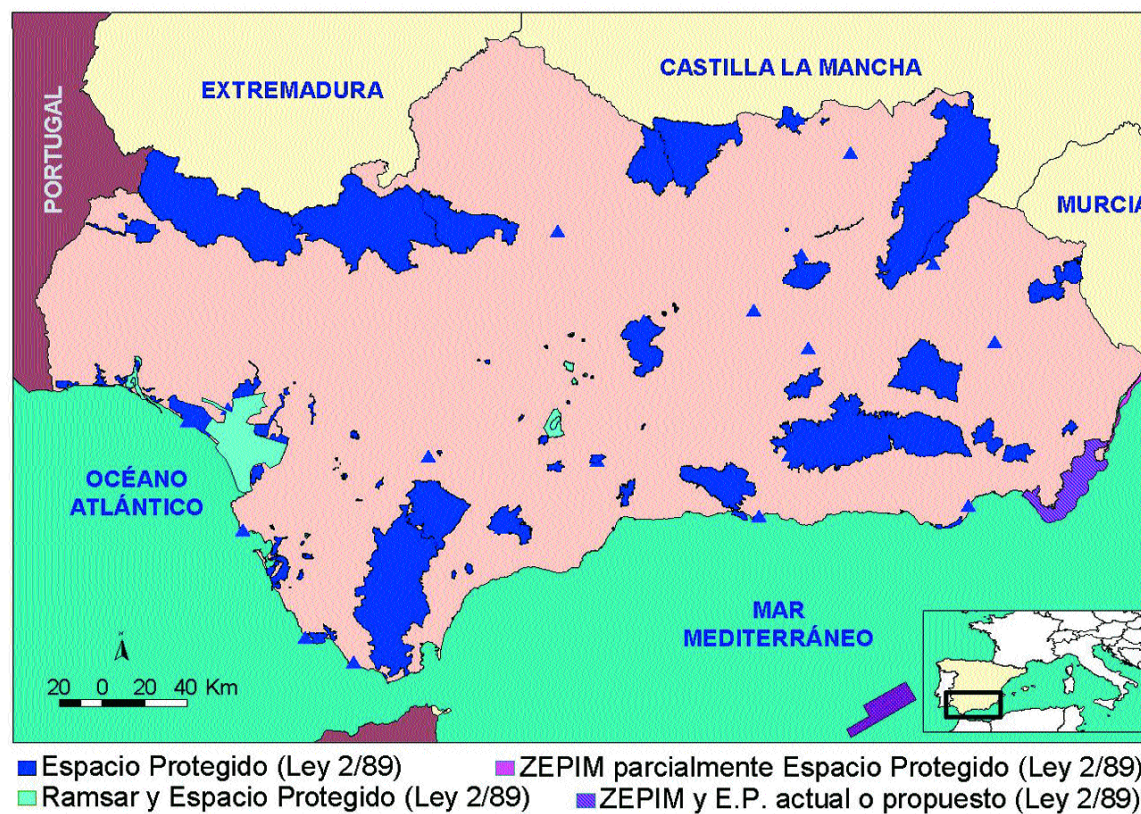 EXTREMADURA
CASTILLA LA MANCHA
PORTUGAL
MURCIA
OCÉANO
ATLÁNTICO
MAR
MEDITERRÁNEO
N
20 0 20 40 Km
Espacio Protegido (Ley 2/89)
ZEPIM parcialmente Espacio Protegido (Ley 2/89)
Ramsar y Espacio Protegido (Ley 2/89)
ZEPIM y E.P. actual o propuesto (Ley 2/89)